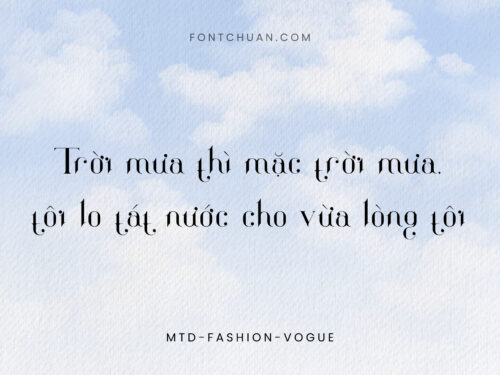 FONTCHUAN.COM
Trời mưa thì mặc trời mưa,
tôi lo tát nước cho vừa lòng tôi
MTD-FASHION-VOGUE